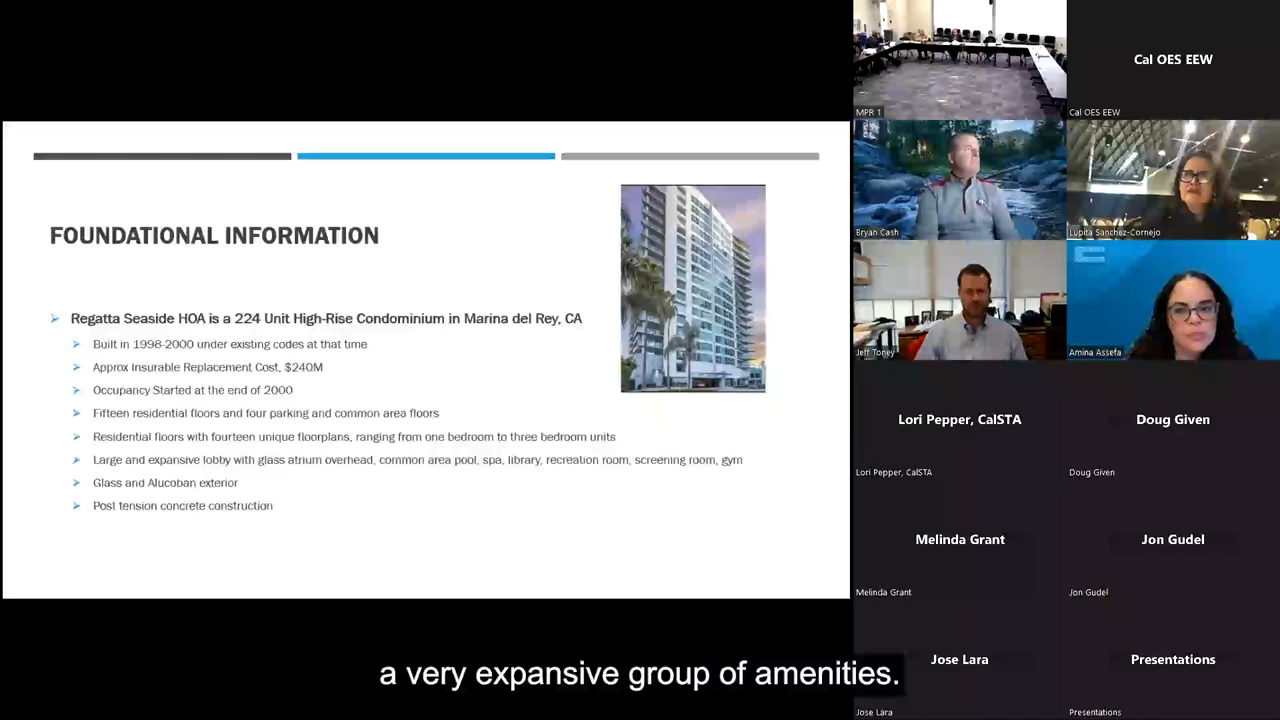 FOUNDATIONAL INFORMATION
Regatta Seaside HOA is a 224 Unit High-Rise Condominium in Marina del Rey, CA
Built in 1998-2000 under existing codes at that time
Approx Insurable Replacement Cost, $240M
Occupancy Started at the end of 2000
Fifteen residential floors and four parking and common area floors
Residential floors with fourteen unique floorplans, ranging from one bedroom to three bedroom units
Large and expansive lobby with glass atrium overhead, common area pool, spa, library, recreation room, screening room, gym
Glass and Alucoban exterior
Post tension concrete construction
MPR 1
Cal OES EEW
Cal OES EEW
Bryan Cash
Lupita Sanchez-Cornejo
Jeff Toney
Amina Assefa
Lori Pepper, CalSTA
Lori Pepper, CalSTA
Doug Given
Doug Given
Melinda Grant
Melinda Grant
Jon Gudel
Jon Gudel
Jose Lara
Jose Lara
Presentations
Presentations
a very expansive group of amenities.